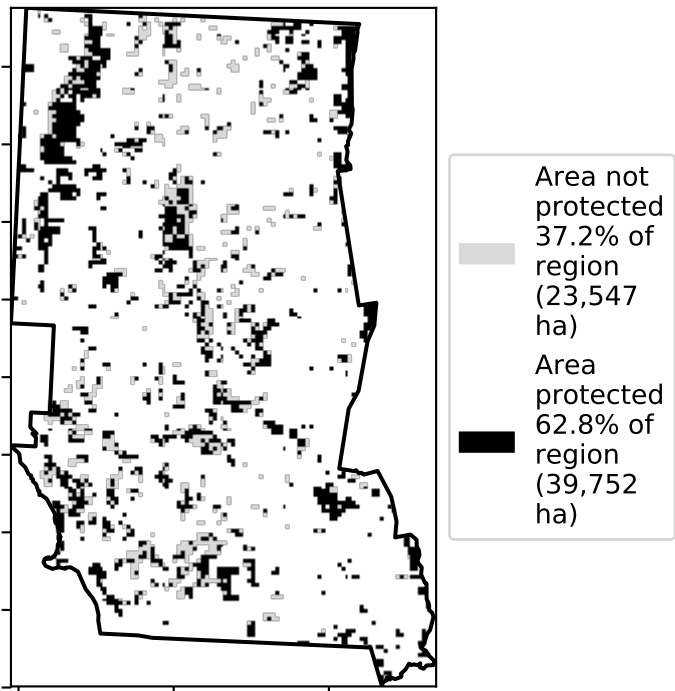 Area not
protected
37.2% of
region
(23,547
ha)
Area
protected
62.8% of
region
(39,752
ha)